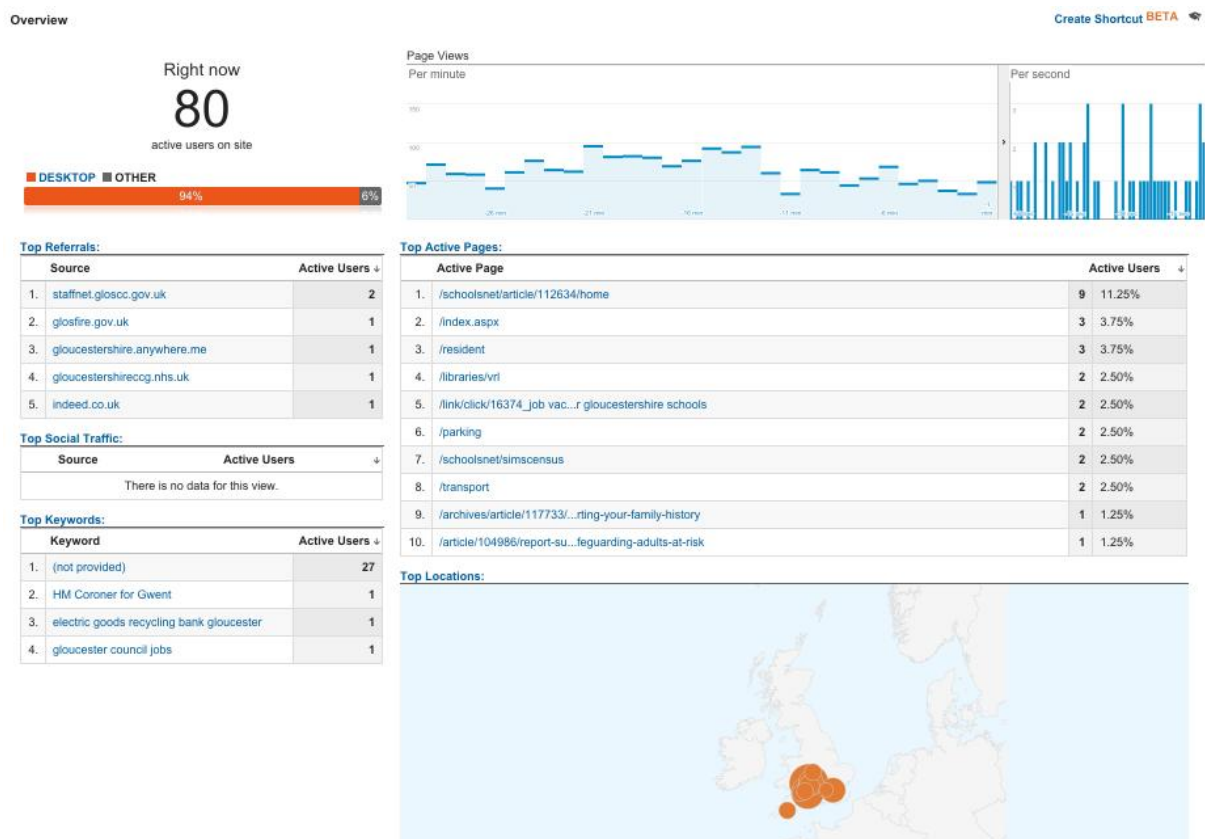 Overview
Create Shortcut BETA
Right now
80
active users on site
DESKTOP OTHER
94% 6%
Page Views
Per minute
Per second
150
100
Top Referrals:
Source Active Users
1. staffnet.gloscc.gov.uk 2
2. glosfire.gov.uk 1
3. gloucestershire.anywhere.me 1
4. gloucestershireccg.nhs.uk 1
5. indeed.co.uk 1
Top Social Traffic:
Source Active Users
There is no data for this view.
Top Keywords:
Keyword Active Users
1. (not provided) 27
2. HM Coroner for Gwent 1
3. electric goods recycling bank gloucester 1
4. gloucester council jobs 1
Top Active Pages:
Active Page Active Users
1. /schoolsnet/article/112634/home 9 11.25%
2. /index.aspx 3 3.75%
3. /resident 3 3.75%
4. /libraries/vrl 2 2.50%
5. /link/click/16374_job vac...r gloucestershire schools 2 2.50%
6. /parking 2 2.50%
7. /schoolsnet/simscensus 2 2.50%
8. /transport 2 2.50%
9. /archives/article/117733/...rting-your-family-history 1 1.25%
10. /article/104986/report-su...feguarding-adults-at-risk 1 1.25%
Top Locations: